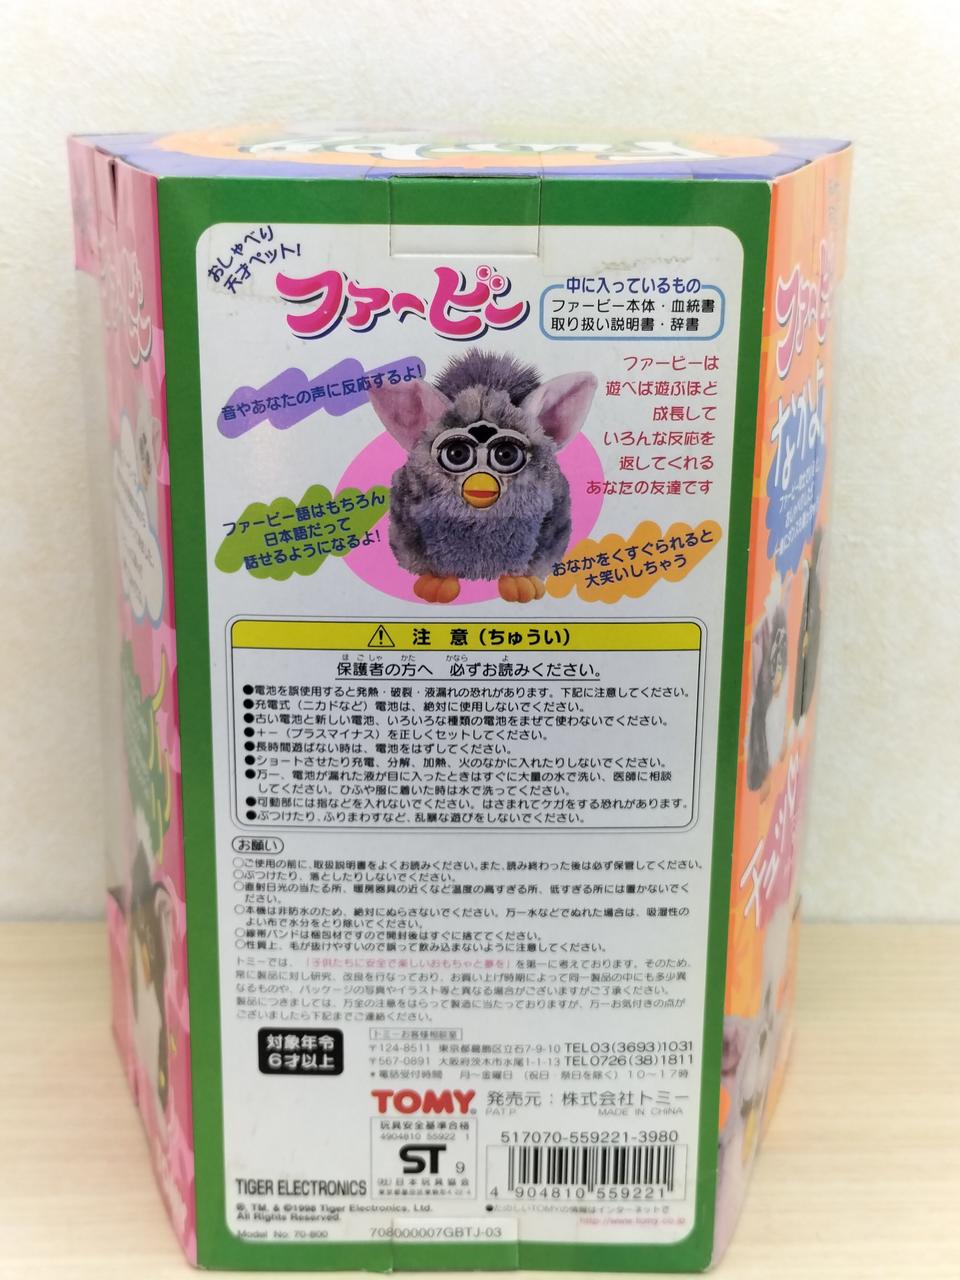 おしゃべり
天才ペット!
ファービー
中に入っているもの
ファービー本体・血統書
取り扱い説明書・辞書
音やあなたの声に反応するよ!
ファービーは
遊べば遊ぶほど
成長して
いろんな反応を
返してくれる
あなたの友達です
ファービー語はもちろん
日本語だって
話せるようになるよ!
おなかをくすぐられると
大笑いしちゃう
注 意(ちゅうい)
保護者の方へ 必ずお読みください。
●電池を誤使用すると発熱・破裂・液漏れの恐れがあります。下記に注意してください。
●充電式(ニカドなど)電池は、絶対に使用しないでください。
●古い電池と新しい電池、いろいろな種類の電池をまぜて使わないでください。
●+-(プラスマイナス)を正しくセットしてください。
●長時間遊ばない時は、電池をはずしてください。
●ショートさせたり充電、分解、加熱、火のなかに入れたりしないでください。
●万一、電池が漏れた液が目に入ったときはすぐに大量の水で洗い、医師に相談
してください。ひふや服に着いた時は水で洗ってください。
●可動部には指などを入れないでください。はさまれてケガをする恐れがあります。
●ぶつけたり、ふりまわすなど、乱暴な遊びをしないでください。
お願い
○ご使用の前に、取扱説明書をよくお読みください。また、読み終わった後は必ず保管してください。
○ぶつけたり、落としたりしないでください。
○直射日光の当たる所、暖房器具の近くなど温度の高すぎる所、低すぎる所には置かないでく
ださい。
○本機は非防水のため、絶対にぬらさないでください。万一水などでぬれた場合は、吸湿性の
よい布で水分をとり除いてください。
○線帯バンドは梱包材ですので開封後はすぐに捨ててください。
○性質上、毛が抜けやすいので誤って飲み込まないように注意してください。
トミーでは、「子供たちに安全で楽しいおもちゃと夢を」を第一に考えております。そのため、
常に製品に対し研究、改良を行なっており、お買い上げ時期によって同一製品の中にも多少異
なるものや、パッケージの写真やイラスト等と異なる場合がございますがご了承ください。
製品につきましては、万全の注意をはらって製造に当たっておりますが、万一お気付きの点が
ございましたら下記までご連絡ください。
対象年令
6才以上
トミーお客様相談室
〒124-8511 東京都葛飾区立石7-9-10 TEL03(3693)1031
〒567-0891 大阪府茨木市水尾1-1-13 TEL0726(38)1811
*電話受付時間 月～金曜日 (祝日・祭日を除く) 10～17時
TOMY 発売元:株式会社トミー
PAT.P. MADE IN CHINA
玩具安全基準合格
4904810 55922 1
ST 9
(社)日本玩具協会
517070-559221-3980
4 904810 559221
●たのしいTOMYの情報はインターネットで
http://www.tomy.co.jp
TIGER ELECTRONICS
®, TM, & ©1998 Tiger Electronics, Ltd.
All Rights Reserved.
Model No. 70-800
708000007GBTJ-03